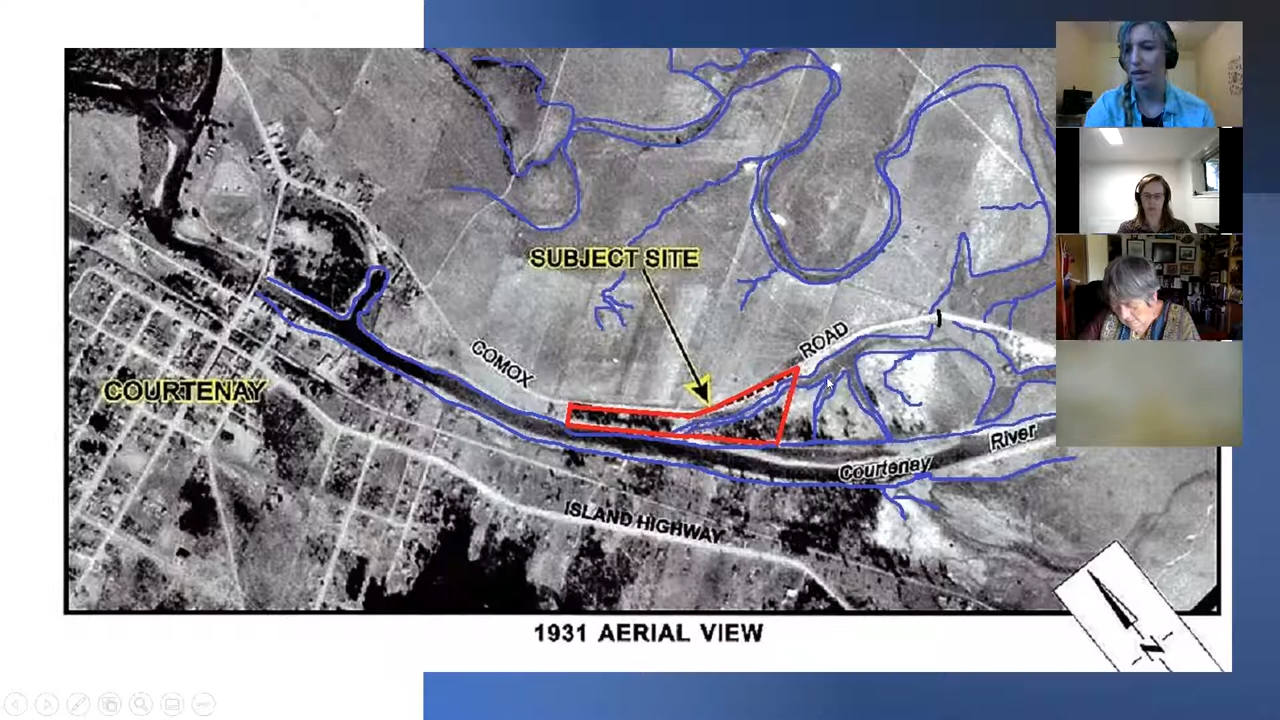 SUBJECT SITE
COMOX
ROAD
COURTENAY
River
Courtenay
ISLAND HIGHWAY
N
1931 AERIAL VIEW